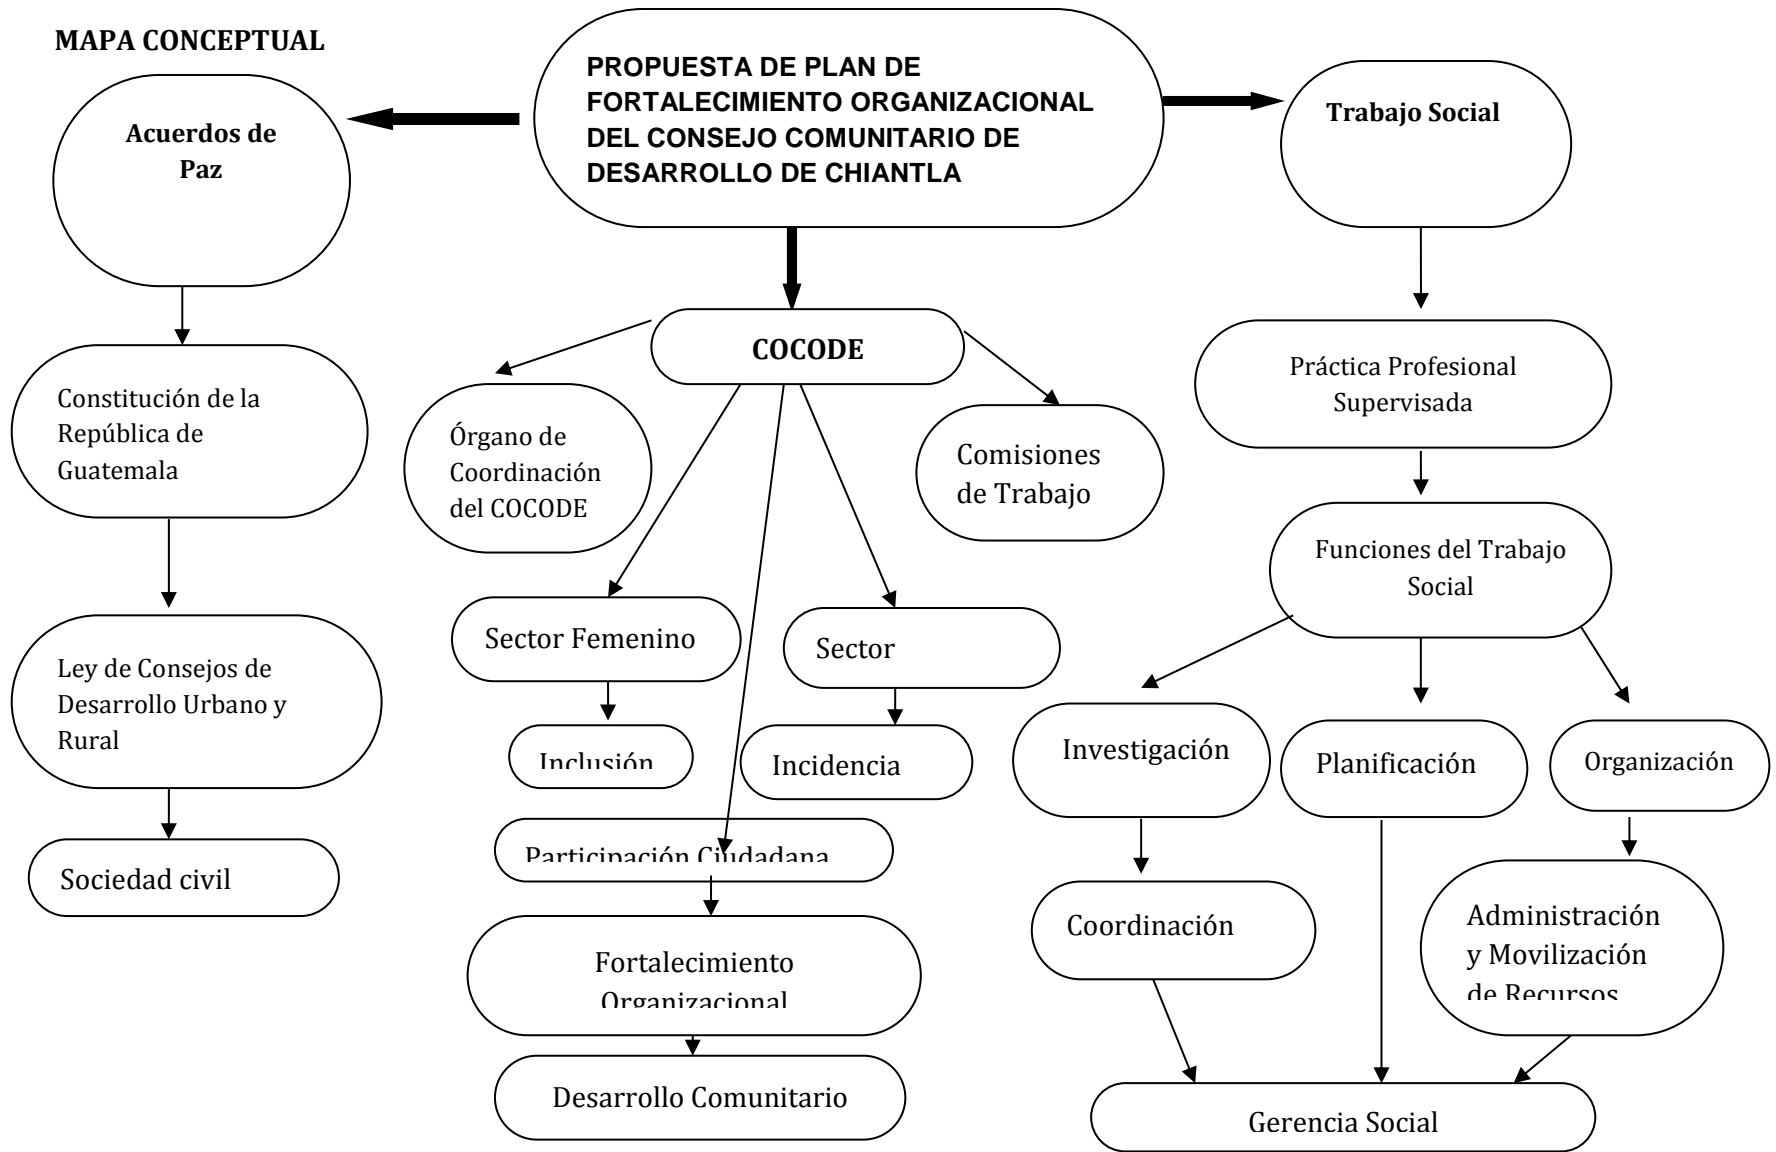 MAPA CONCEPTUAL
PROPUESTA DE PLAN DE
FORTALECIMIENTO ORGANIZACIONAL
DEL CONSEJO COMUNITARIO DE
DESARROLLO DE CHIANTLA
Acuerdos de
Paz
Trabajo Social
COCODE
Constitución de la
República de
Guatemala
Órgano de
Coordinación
del COCODE
Comisiones
de Trabajo
Práctica Profesional
Supervisada
Funciones del Trabajo
Social
Ley de Consejos de
Desarrollo Urbano y
Rural
Sector Femenino
Sector
Inclusión
Incidencia
Investigación
Planificación
Organización
Sociedad civil
Participación Ciudadana
Coordinación
Administración
y Movilización
de Recursos
Fortalecimiento
Organizacional
Desarrollo Comunitario
Gerencia Social